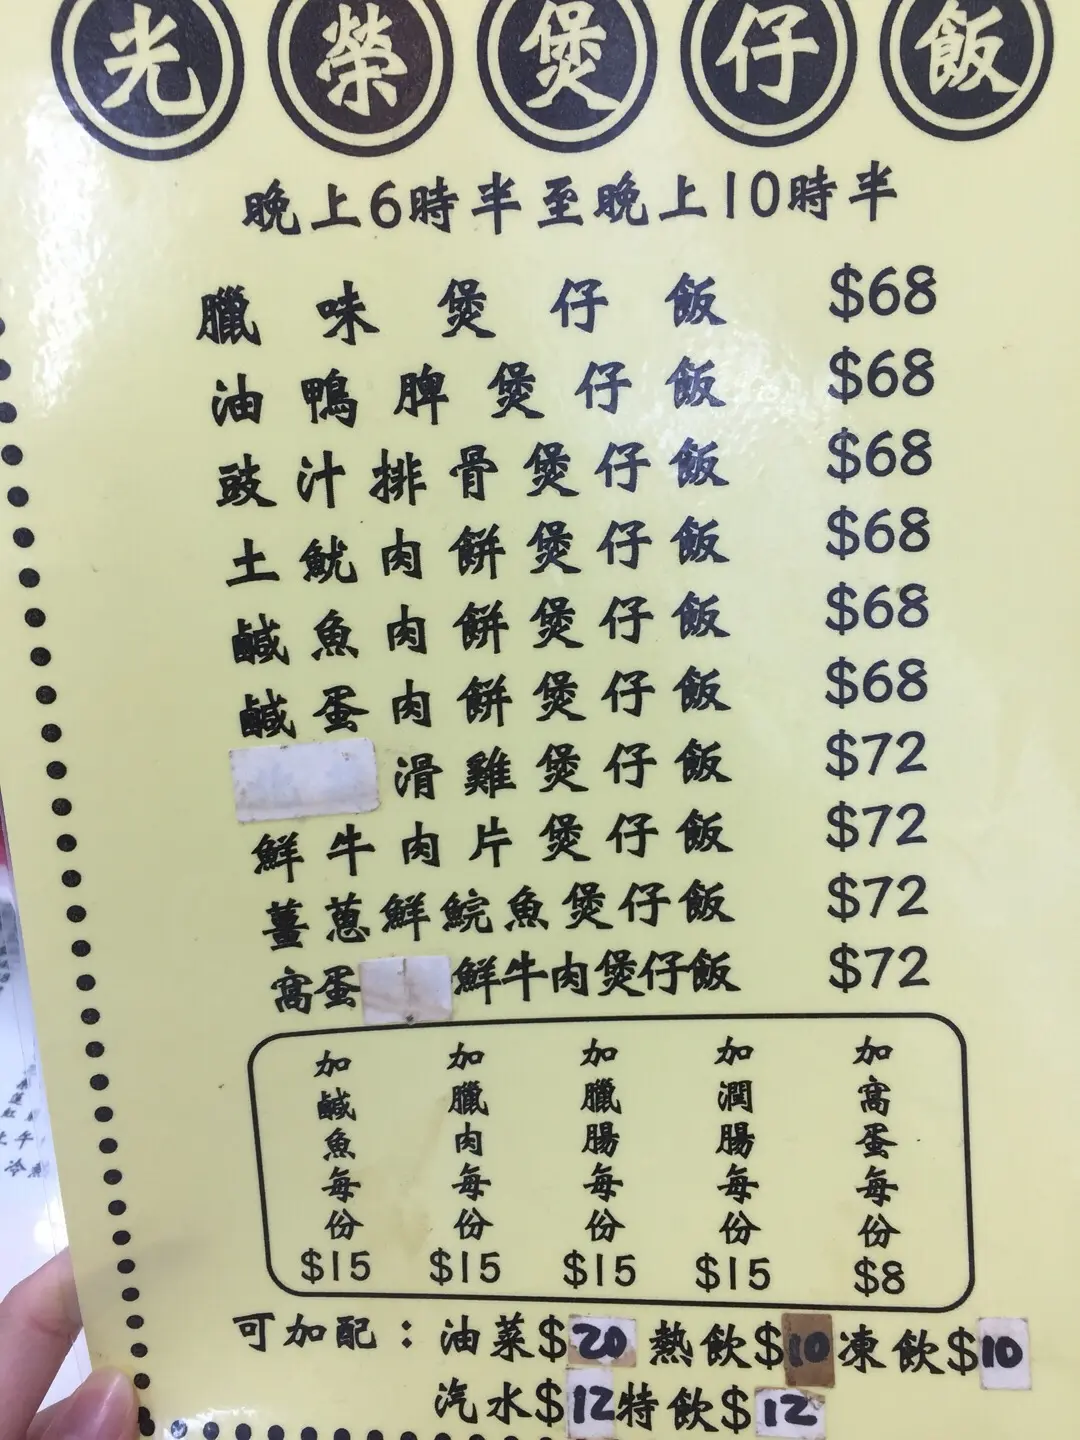 光榮煲仔飯
晚上6時半至晚上10時半
臘味煲仔飯 $68
油鴨脾煲仔飯 $68
豉汁排骨煲仔飯 $68
土魷肉餅煲仔飯 $68
鹹魚肉餅煲仔飯 $68
鹹蛋肉餅煲仔飯 $68
滑雞煲仔飯 $72
鮮牛肉片煲仔飯 $72
薑蔥鮮鯇魚煲仔飯 $72
窩蛋鮮牛肉煲仔飯 $72
加鹹魚每份 $15
加臘肉每份 $15
加臘腸每份 $15
加潤腸每份 $15
加窩蛋每份 $8
可加配：油菜$20 熱飲$10 凍飲$10
汽水$12 特飲$12